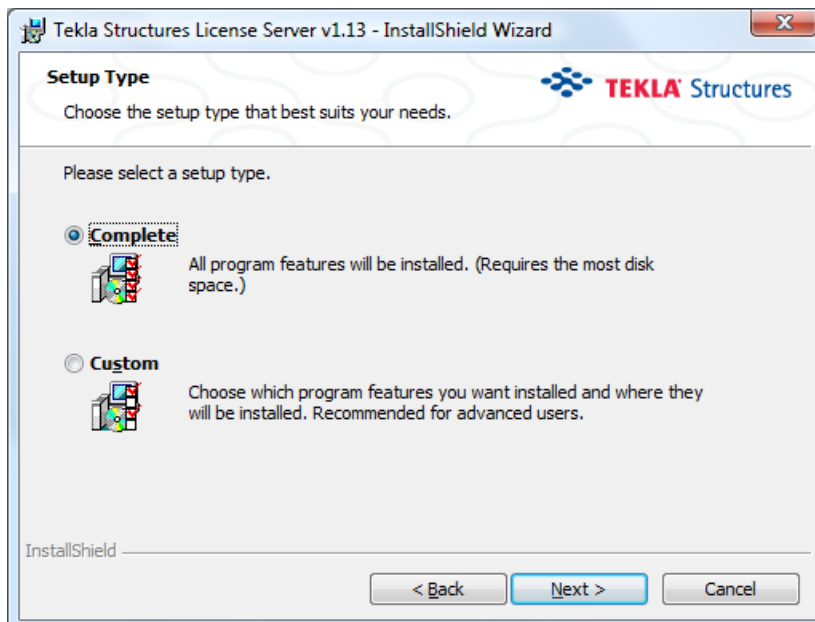 Tekla Structures License Server v1.13 - InstallShield Wizard
Setup Type
Choose the setup type that best suits your needs.
TEKLA Structures
Please select a setup type.
Complete
All program features will be installed. (Requires the most disk
space.)
Custom
Choose which program features you want installed and where they
will be installed. Recommended for advanced users.
InstallShield
< Back
Next >
Cancel